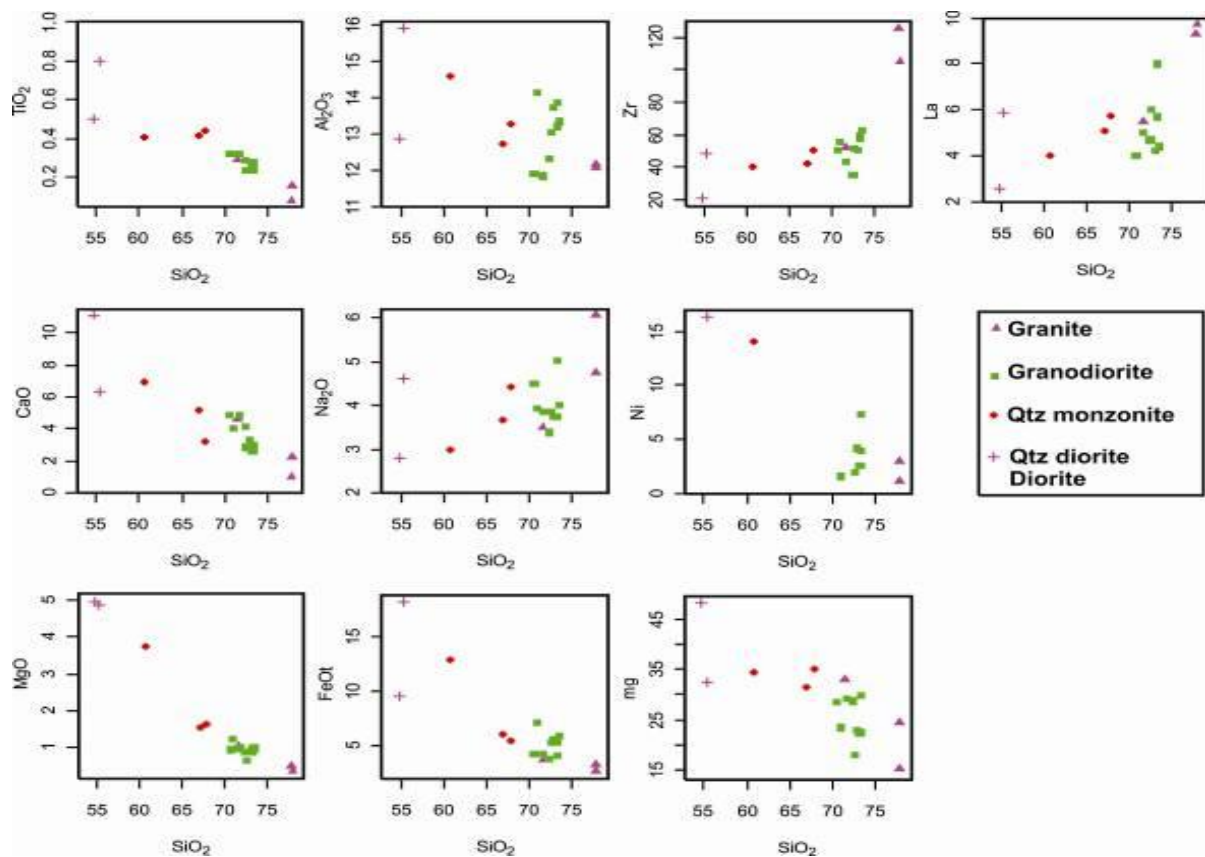 TiO2
1.0
0.8
0.6
0.4
0.2
55 60 65 70 75
SiO2
Al2O3
16
15
14
13
12
11
55 60 65 70 75
SiO2
Zr
120
80
60
40
20
55 60 65 70 75
SiO2
La
10
8
6
4
2
55 60 65 70 75
SiO2
CaO
10
8
6
4
2
0
55 60 65 70 75
SiO2
Na2O
6
5
4
3
2
55 60 65 70 75
SiO2
Ni
15
10
5
0
55 60 65 70 75
SiO2
Granite
Granodiorite
Qtz monzonite
Qtz diorite
Diorite
MgO
5
4
3
2
1
55 60 65 70 75
SiO2
FeOt
15
10
5
55 60 65 70 75
SiO2
mg
45
35
25
15
55 60 65 70 75
SiO2